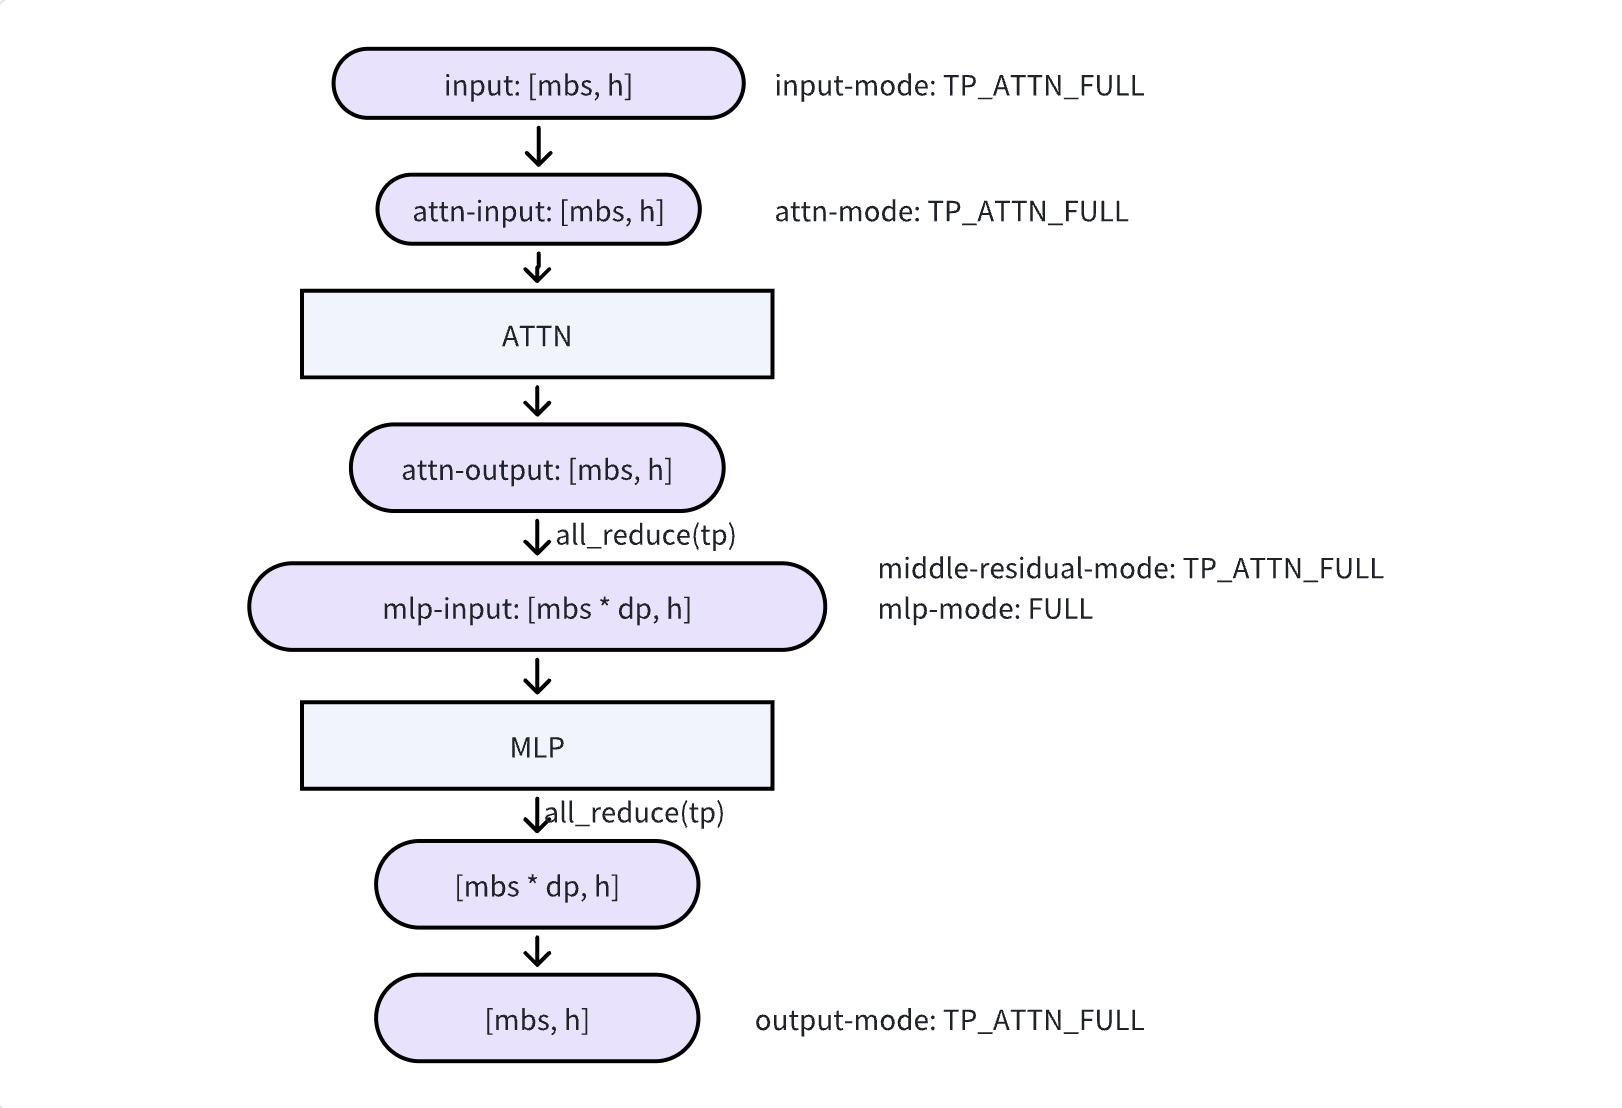 input: [mbs, h]
input-mode: TP_ATTN_FULL
attn-input: [mbs, h]
attn-mode: TP_ATTN_FULL
ATTN
attn-output: [mbs, h]
all_reduce(tp)
middle-residual-mode: TP_ATTN_FULL
mlp-input: [mbs * dp, h]
mlp-mode: FULL
MLP
all_reduce(tp)
[mbs * dp, h]
[mbs, h]
output-mode: TP_ATTN_FULL